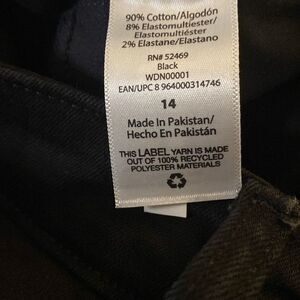 90% Cotton/Algodón
8% Elastomultiester/
Elastomultiéster
2% Elastane/Elastano
RN# 52469
Black
WDN00001
EAN/UPC 8 964000314746
14
Made In Pakistan/
Hecho En Pakistán
THIS LABEL YARN IS MADE
OUT OF 100% RECYCLED
POLYESTER MATERIALS